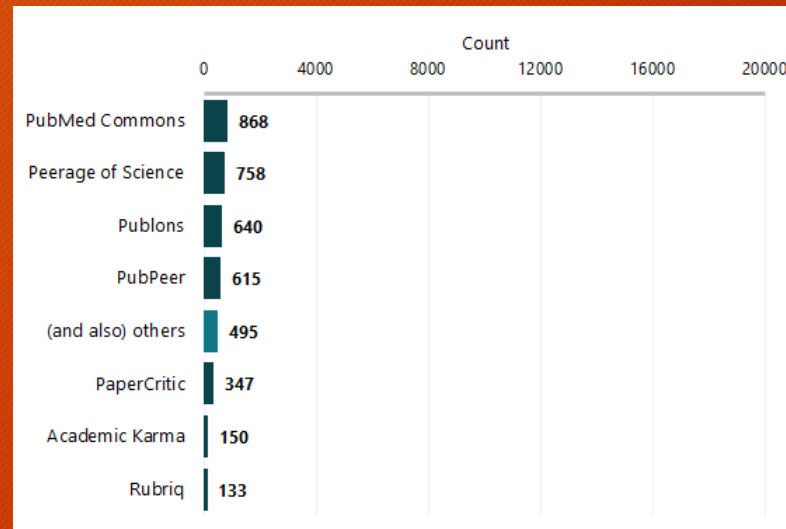 Count
0 4000 8000 12000 16000 20000
PubMed Commons 868
Peerage of Science 758
Publons 640
PubPeer 615
(and also) others 495
PaperCritic 347
Academic Karma 150
Rubriq 133